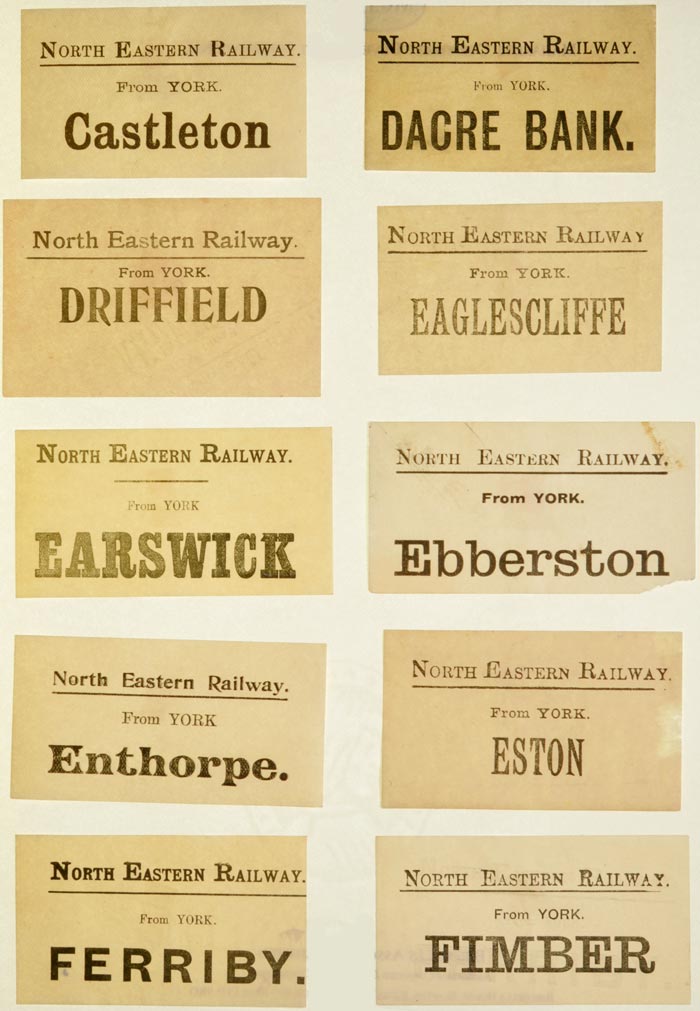 North Eastern Railway.
From YORK.
Castleton
North Eastern Railway.
From YORK.
DACRE BANK.
North Eastern Railway.
From YORK.
DRIFFIELD
North Eastern Railway
From YORK.
EAGLESCLIFFE
North Eastern Railway.
From YORK
EARSWICK
North Eastern Railway.
From YORK.
Ebberston
North Eastern Railway.
From YORK
Enthorpe.
North Eastern Railway.
From YORK.
ESTON
North Eastern Railway.
From YORK.
FERRIBY.
North Eastern Railway.
From YORK.
FIMBER